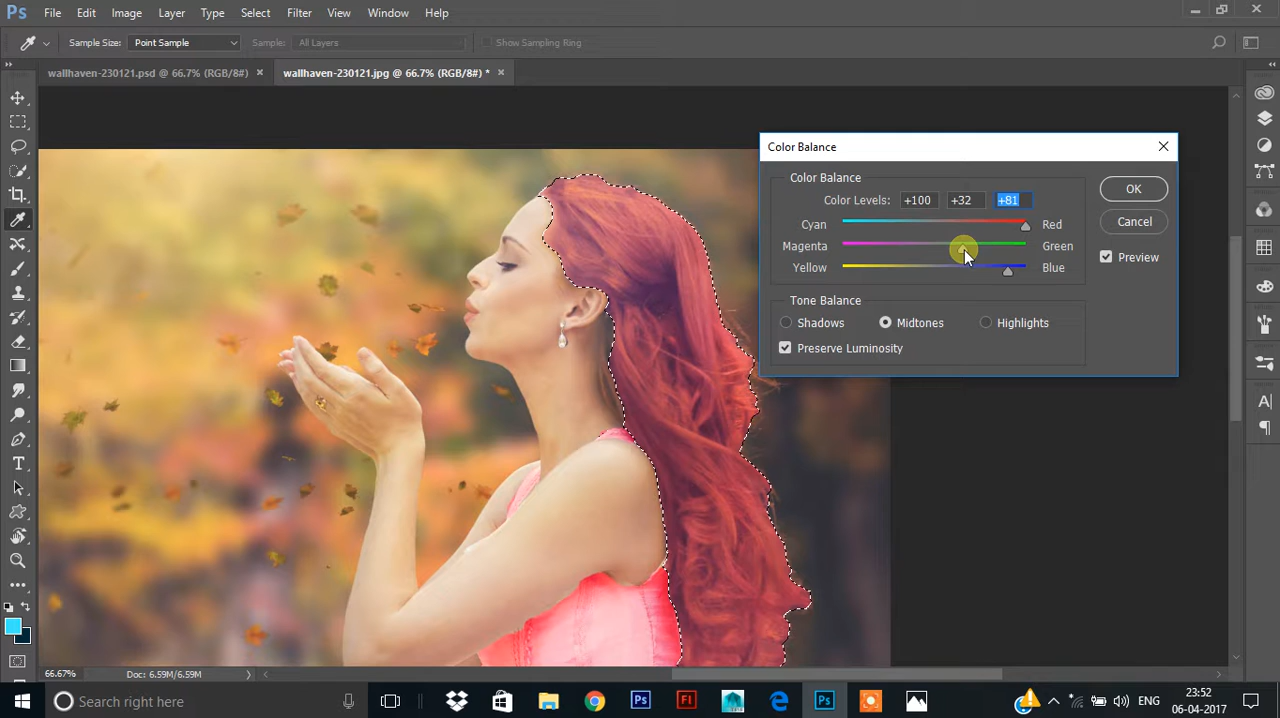 Ps File Edit Image Layer Type Select Filter View Window Help
Sample Size: Point Sample Sample: All Layers Show Sampling Ring
wallhaven-230121.psd @ 66.7% (RGB/8#) × wallhaven-230121.jpg @ 66.7% (RGB/8#) * ×
Color Balance
Color Balance
Color Levels: +100 +32 +81
Cyan Red
Magenta Green
Yellow Blue
OK
Cancel
Preview
Tone Balance
Shadows Midtones Highlights
Preserve Luminosity
66.67% Doc: 6.59M/6.59M
Search right here
Ps Fl Ps
ENG
23:52
06-04-2017